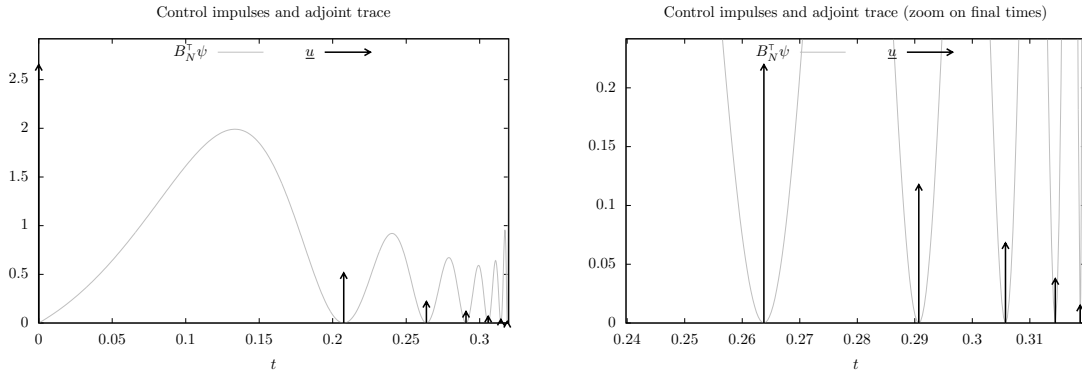 Control impulses and adjoint trace
B_N^⊤ψ u
2.5
2
1.5
1
0.5
0
0 0.05 0.1 0.15 0.2 0.25 0.3
t
Control impulses and adjoint trace (zoom on final times)
B_N^⊤ψ u
0.2
0.15
0.1
0.05
0
0.24 0.25 0.26 0.27 0.28 0.29 0.3 0.31
t